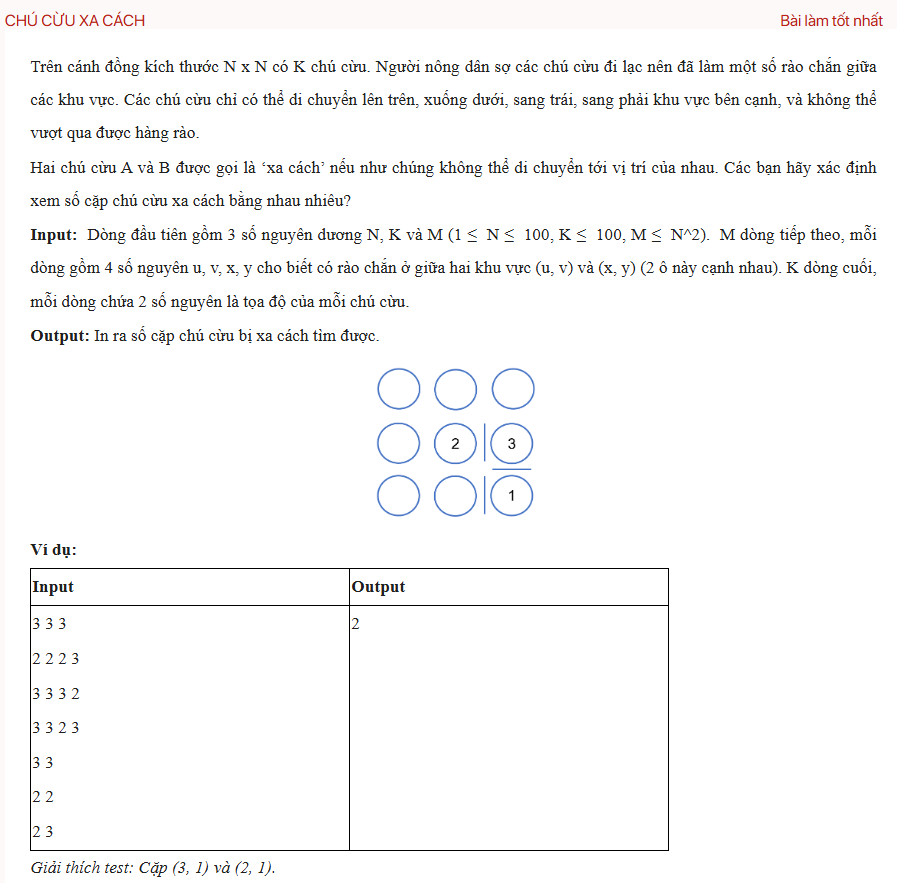 CHÚ CỪU XA CÁCH
Bài làm tốt nhất
Trên cánh đồng kích thước N x N có K chú cừu. Người nông dân sợ các chú cừu đi lạc nên đã làm một số rào chắn giữa
các khu vực. Các chú cừu chỉ có thể di chuyển lên trên, xuống dưới, sang trái, sang phải khu vực bên cạnh, và không thể
vượt qua được hàng rào.
Hai chú cừu A và B được gọi là ‘xa cách’ nếu như chúng không thể di chuyển tới vị trí của nhau. Các bạn hãy xác định
xem số cặp chú cừu xa cách bằng nhau nhiêu?
Input: Dòng đầu tiên gồm 3 số nguyên dương N, K và M (1 ≤ N ≤ 100, K ≤ 100, M ≤ N^2). M dòng tiếp theo, mỗi
dòng gồm 4 số nguyên u, v, x, y cho biết có rào chắn ở giữa hai khu vực (u, v) và (x, y) (2 ô này cạnh nhau). K dòng cuối,
mỗi dòng chứa 2 số nguyên là tọa độ của mỗi chú cừu.
Output: In ra số cặp chú cừu bị xa cách tìm được.
2 3
1
Ví dụ:
Input Output
3 3 3 2
2 2 2 3
3 3 3 2
3 3 2 3
3 3
2 2
2 3
Giải thích test: Cặp (3, 1) và (2, 1).